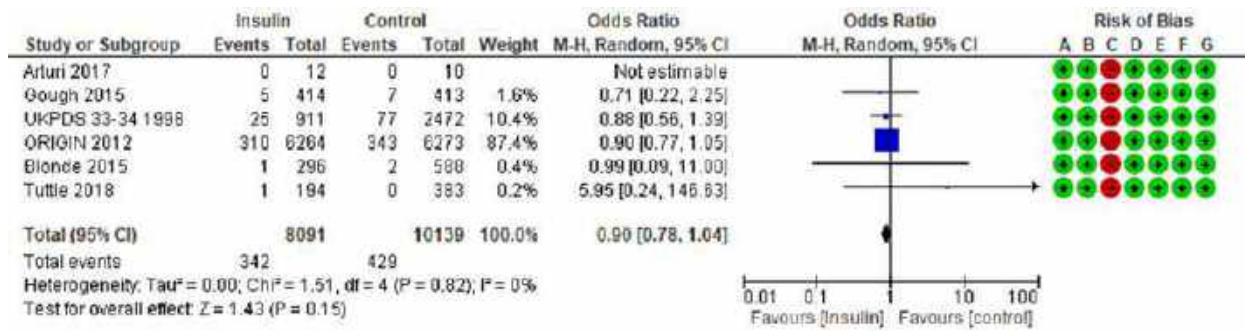 Insulin Control Odds Ratio Odds Ratio Risk of Bias
Study or Subgroup Events Total Events Total Weight M-H, Random, 95% CI M-H, Random, 95% CI A B C D E F G
Arturi 2017 0 12 0 10 Not estimable
Gough 2015 5 414 7 413 1.6% 0.71 [0.22, 2.25]
UKPDS 33-34 1998 25 911 77 2472 10.4% 0.88 [0.56, 1.39]
ORIGIN 2012 310 6264 343 6273 87.4% 0.90 [0.77, 1.05]
Blonde 2015 1 296 2 588 0.4% 0.99 [0.09, 11.00]
Tuttle 2018 1 194 0 383 0.2% 5.95 [0.24, 146.63]
Total (95% CI) 8091 10139 100.0% 0.90 [0.78, 1.04]
Total events 342 429
Heterogeneity: Tau² = 0.00; Chi² = 1.51, df = 4 (P = 0.82); I² = 0%
Test for overall effect: Z = 1.43 (P = 0.15)
0.01 0.1 1 10 100
Favours [insulin] Favours [control]